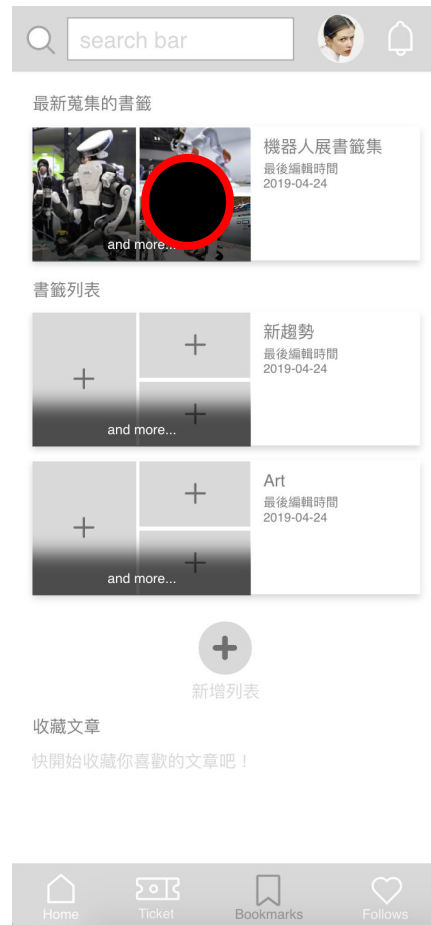 search bar
最新蒐集的書籤
機器人展書籤集
最後編輯時間
2019-04-24
and more...
書籤列表
新趨勢
最後編輯時間
2019-04-24
and more...
Art
最後編輯時間
2019-04-24
and more...
新增列表
收藏文章
快開始收藏你喜歡的文章吧！
Home
Ticket
Bookmarks
Follows